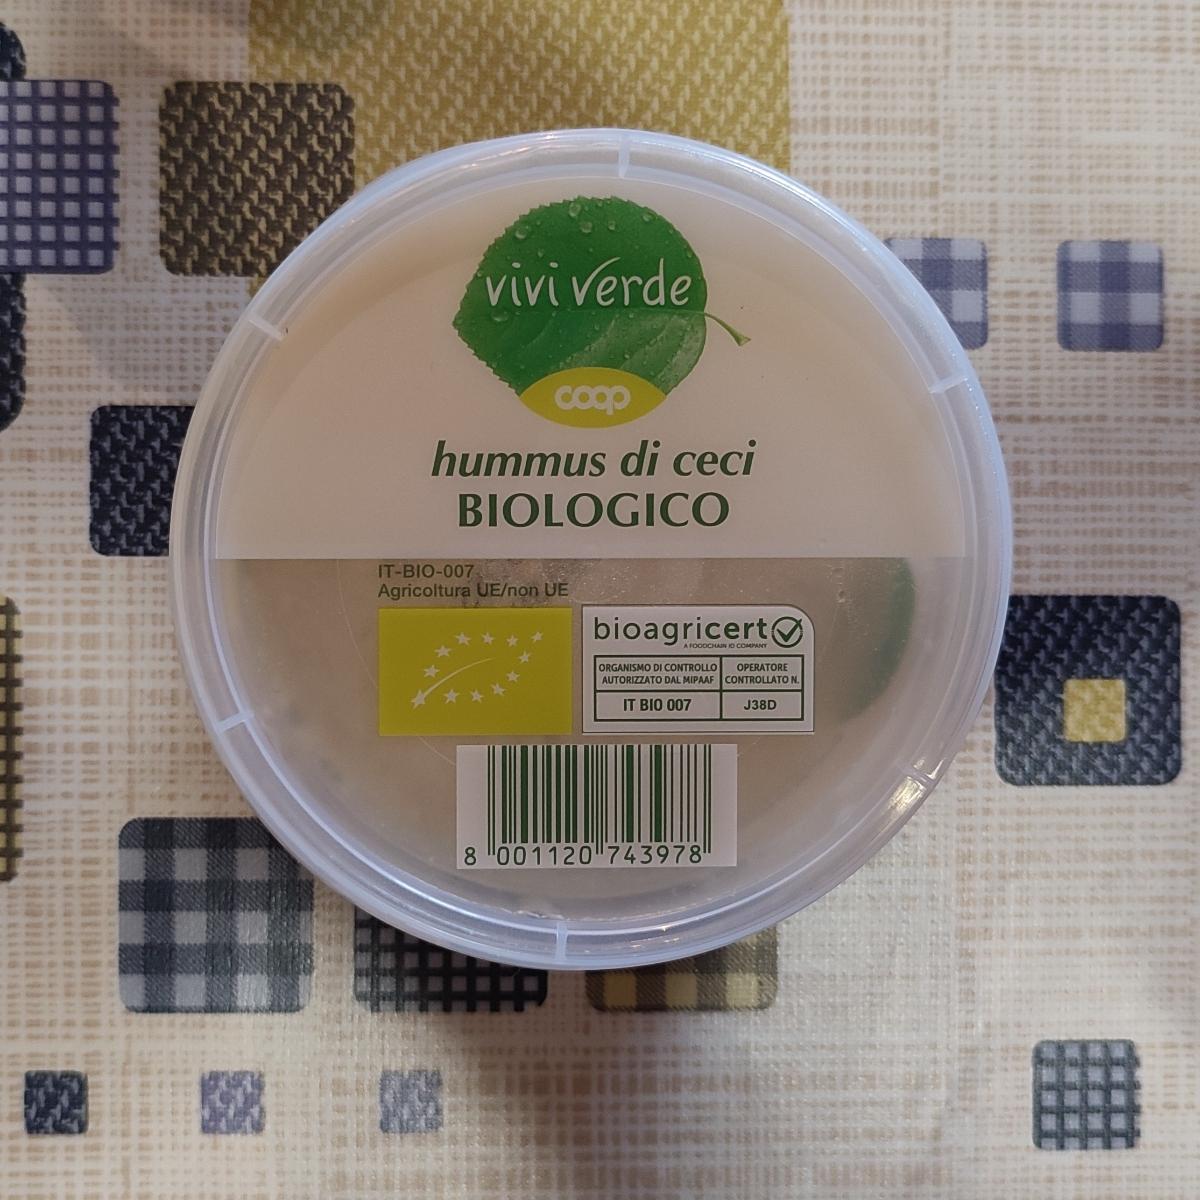 vivi verde
coop
hummus di ceci
BIOLOGICO
IT-BIO-007
Agricoltura UE/non UE
bioagricert
A FOODCHAIN ID COMPANY
ORGANISMO DI CONTROLLO
AUTORIZZATO DAL MIPAAF
OPERATORE
CONTROLLATO N.
IT BIO 007
J38D
8 001120 743978